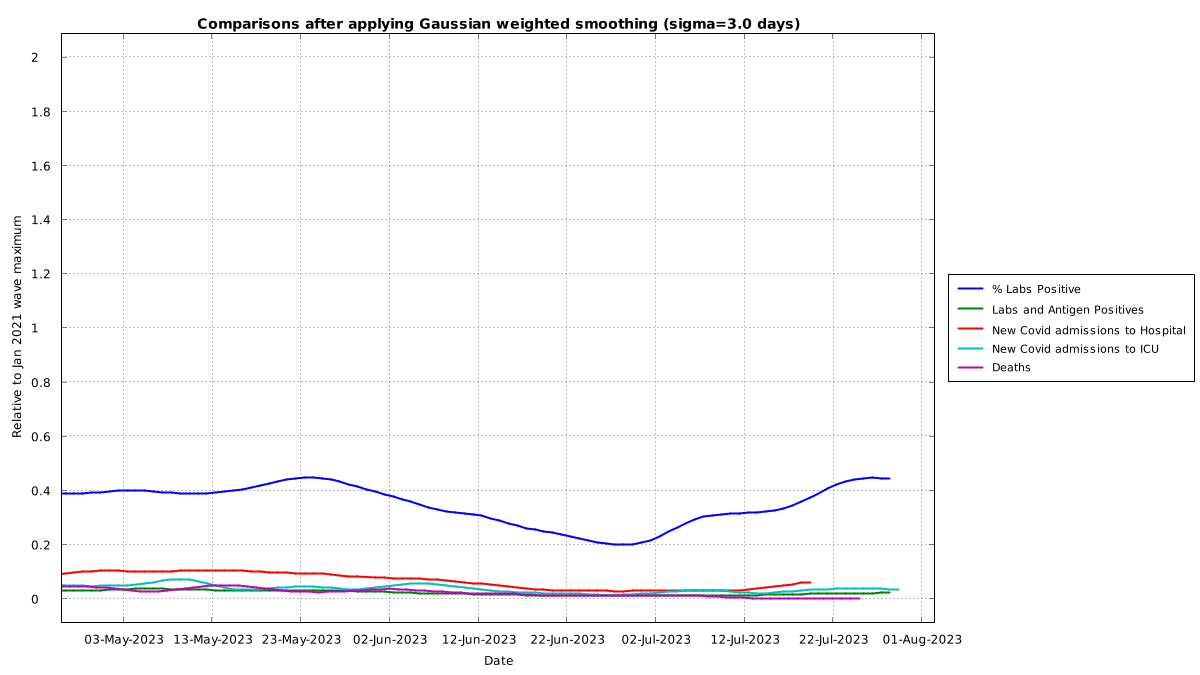 Comparisons after applying Gaussian weighted smoothing (sigma=3.0 days)
Relative to Jan 2021 wave maximum
2
1.8
1.6
1.4
1.2
1
0.8
0.6
0.4
0.2
0
03-May-2023 13-May-2023 23-May-2023 02-Jun-2023 12-Jun-2023 22-Jun-2023 02-Jul-2023 12-Jul-2023 22-Jul-2023 01-Aug-2023
Date
% Labs Positive
Labs and Antigen Positives
New Covid admissions to Hospital
New Covid admissions to ICU
Deaths